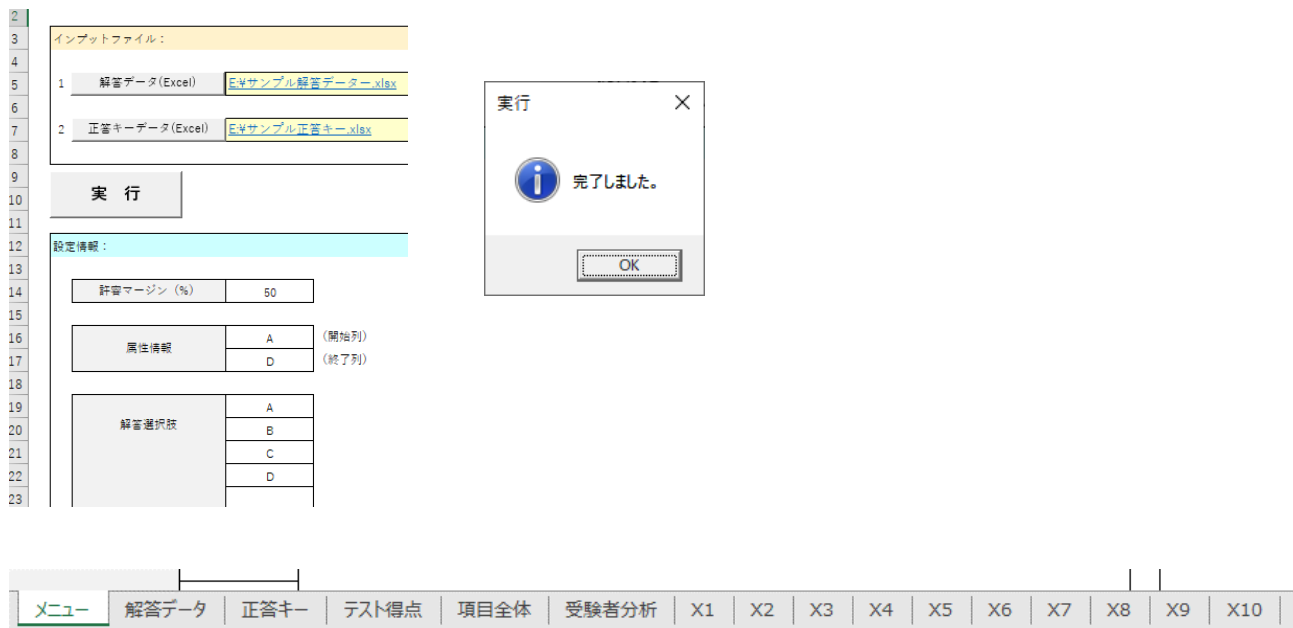 2
3 インプットファイル：
4
5 1 解答データ(Excel) E:¥サンプル解答データー.xlsx
6
7 2 正答キーデータ(Excel) E:¥サンプル正答キー.xlsx
8
9
10 実 行
11
12 設定情報：
13
14 許容マージン（%） 50
15
16 属性情報 A （開始列）
17 D （終了列）
18
19 解答選択肢 A
20 B
21 C
22 D
23
実行
完了しました。
OK
メニュー 解答データ 正答キー テスト得点 項目全体 受験者分析 X1 X2 X3 X4 X5 X6 X7 X8 X9 X10